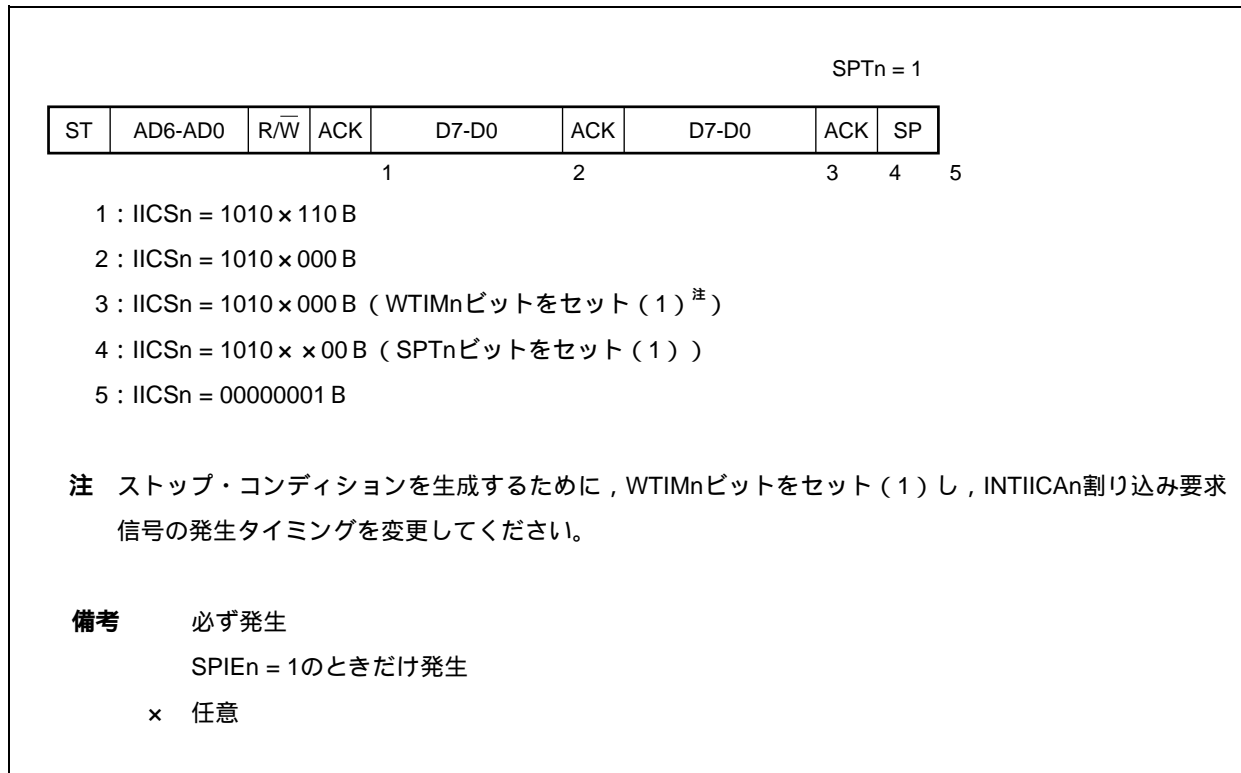 SPTn = 1
ST AD6-AD0 R/W̅ ACK D7-D0 ACK D7-D0 ACK SP
1 2 3 4 5
1：IICSn = 1010×110 B
2：IICSn = 1010×000 B
3：IICSn = 1010×000 B（WTIMnビットをセット（1）注）
4：IICSn = 1010××00 B（SPTnビットをセット（1））
5：IICSn = 00000001 B
注 ストップ・コンディションを生成するために，WTIMnビットをセット（1）し，INTIICAn割り込み要求
信号の発生タイミングを変更してください。
備考 必ず発生
SPIEn = 1のときだけ発生
× 任意